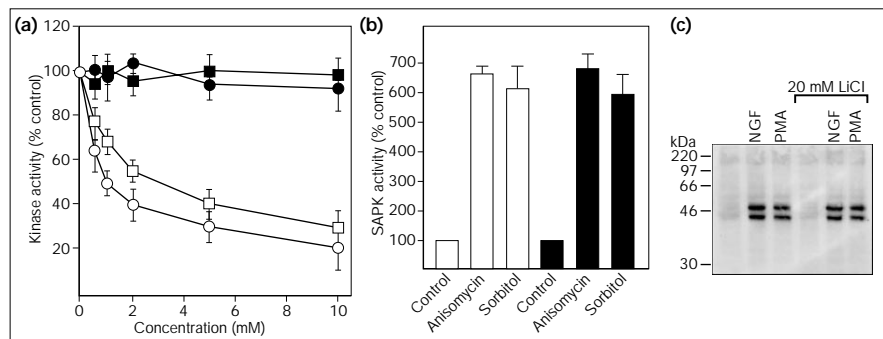 (a)
120
100
80
60
40
20
0
2
4
6
8
10
Kinase activity (% control)
Concentration (mM)
(b)
700
600
500
400
300
200
100
SAPK activity (% control)
Control
Anisomycin
Sorbitol
Control
Anisomycin
Sorbitol
(c)
20 mM LiCl
NGF
PMA
NGF
PMA
kDa
220
97
66
46
30